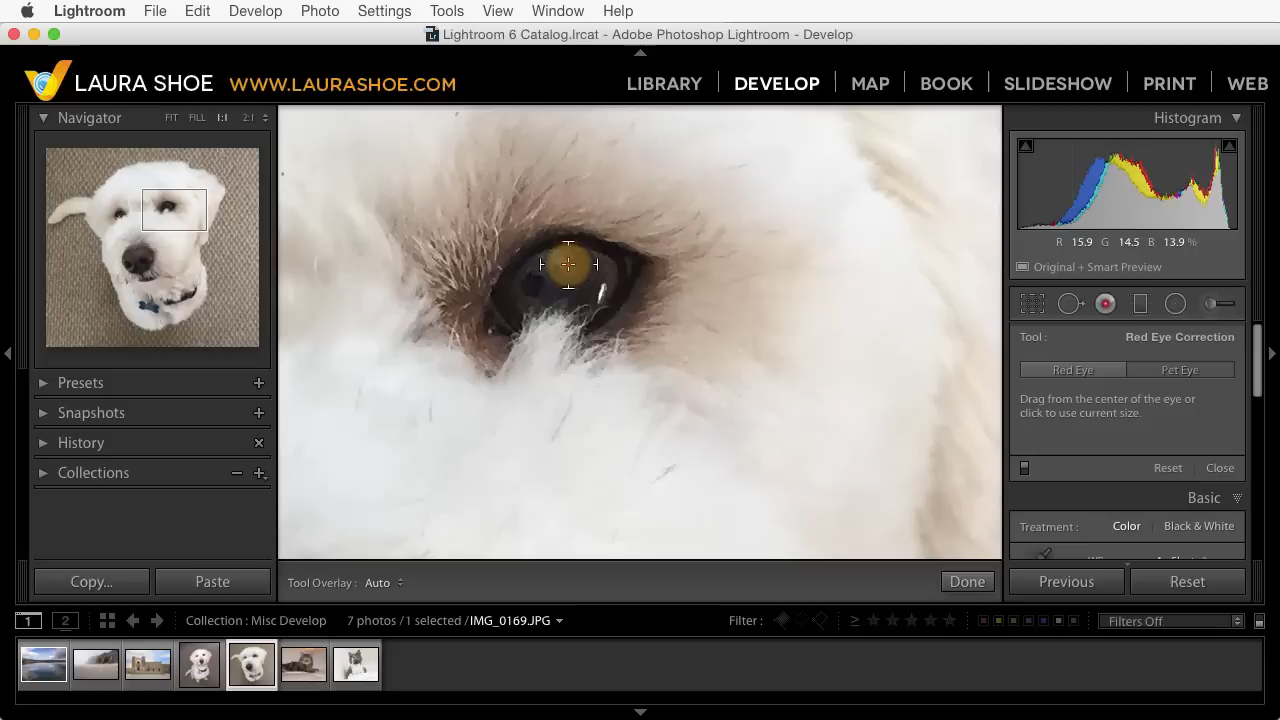 Lightroom File Edit Develop Photo Settings Tools View Window Help
Lightroom 6 Catalog.lrcat - Adobe Photoshop Lightroom - Develop
LAURA SHOE WWW.LAURASHOE.COM
LIBRARY DEVELOP MAP BOOK SLIDESHOW PRINT WEB
Navigator FIT FILL 1:1 2:1
Presets
Snapshots
History
Collections
Copy... Paste
Tool Overlay : Auto Done
Histogram
R 15.9 G 14.5 B 13.9 %
Original + Smart Preview
Tool : Red Eye Correction
Red Eye Pet Eye
Drag from the center of the eye or
click to use current size.
Reset Close
Basic
Treatment : Color Black & White
Previous Reset
1 2 Collection : Misc Develop 7 photos / 1 selected / IMG_0169.JPG Filter : Filters Off